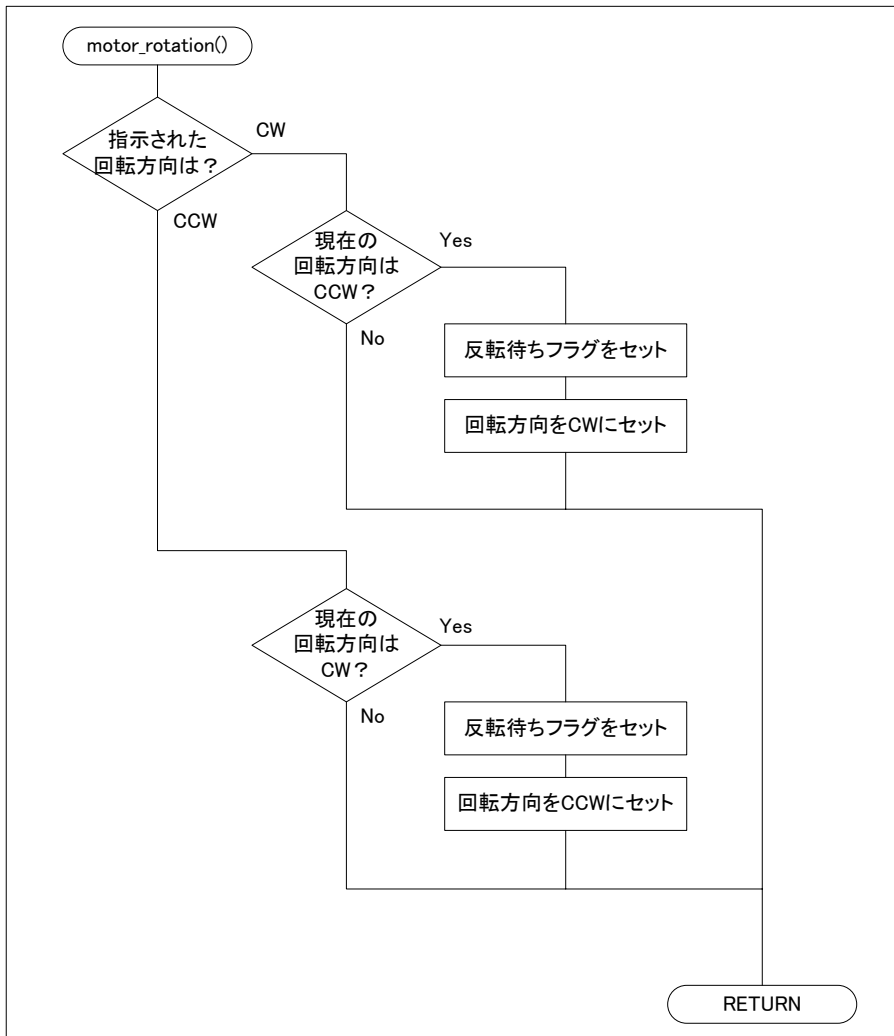 motor_rotation()
指示された
回転方向は？
CW
CCW
現在の
回転方向は
CCW？
Yes
No
反転待ちフラグをセット
回転方向をCWにセット
現在の
回転方向は
CW？
Yes
No
反転待ちフラグをセット
回転方向をCCWにセット
RETURN